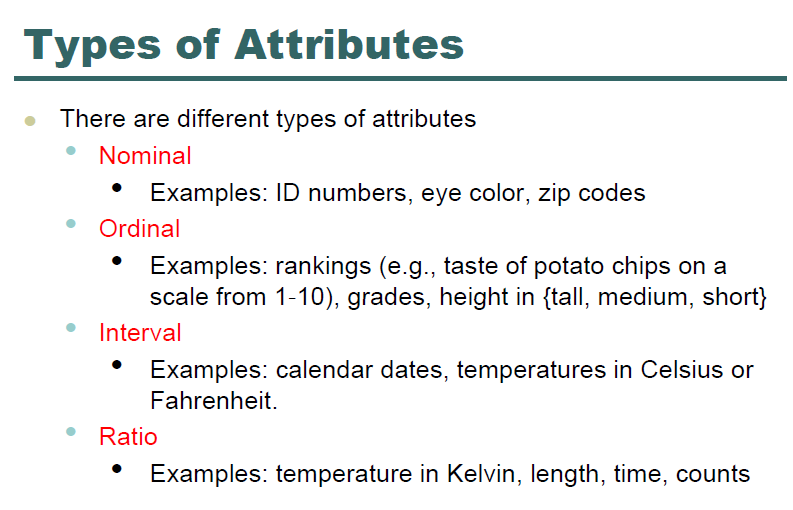 Types of Attributes
There are different types of attributes
Nominal
Examples: ID numbers, eye color, zip codes
Ordinal
Examples: rankings (e.g., taste of potato chips on a
scale from 1-10), grades, height in {tall, medium, short}
Interval
Examples: calendar dates, temperatures in Celsius or
Fahrenheit.
Ratio
Examples: temperature in Kelvin, length, time, counts